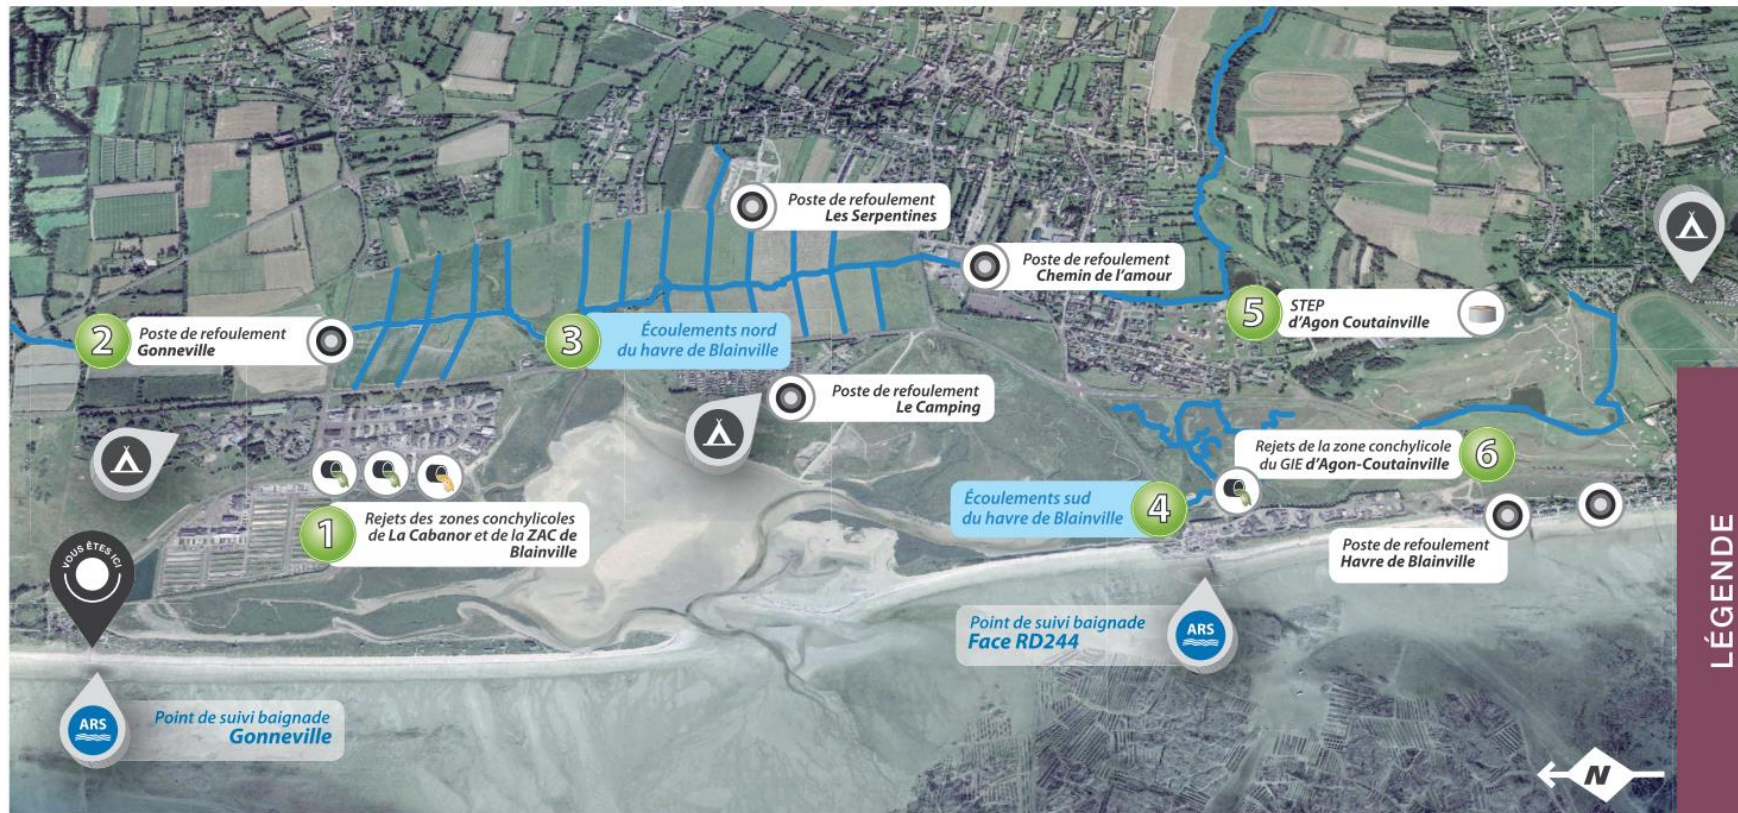 Poste de refoulement
Les Serpentines
Poste de refoulement
Chemin de l'amour
5
STEP
d'Agon Coutainville
2
Poste de refoulement
Gonneville
3
Écoulements nord
du havre de Blainville
Poste de refoulement
Le Camping
Rejets de la zone conchylicole
du GIE d'Agon-Coutainville
6
Écoulements sud
du havre de Blainville
4
1
Rejets des zones conchylicoles
de La Cabanor et de la ZAC de
Blainville
Poste de refoulement
Havre de Blainville
VOUS ÊTES ICI
Point de suivi baignade
Face RD244
ARS
ARS
Point de suivi baignade
Gonneville
N
LÉGENDE